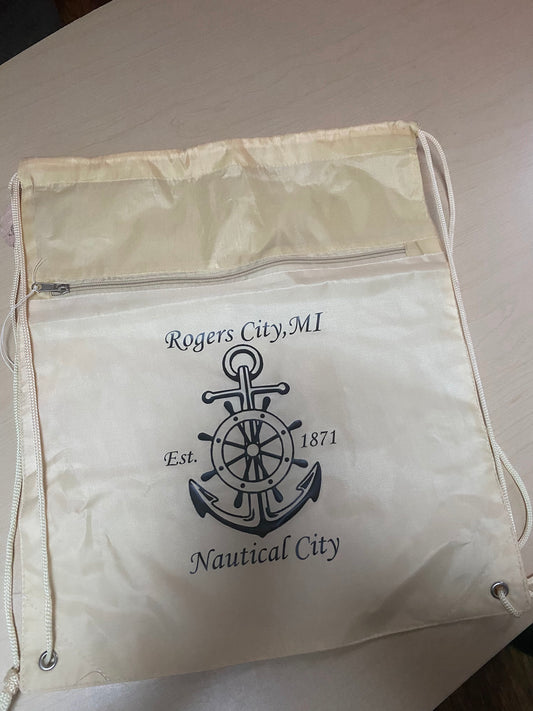 Rogers City,MI
Est. 1871
Nautical City